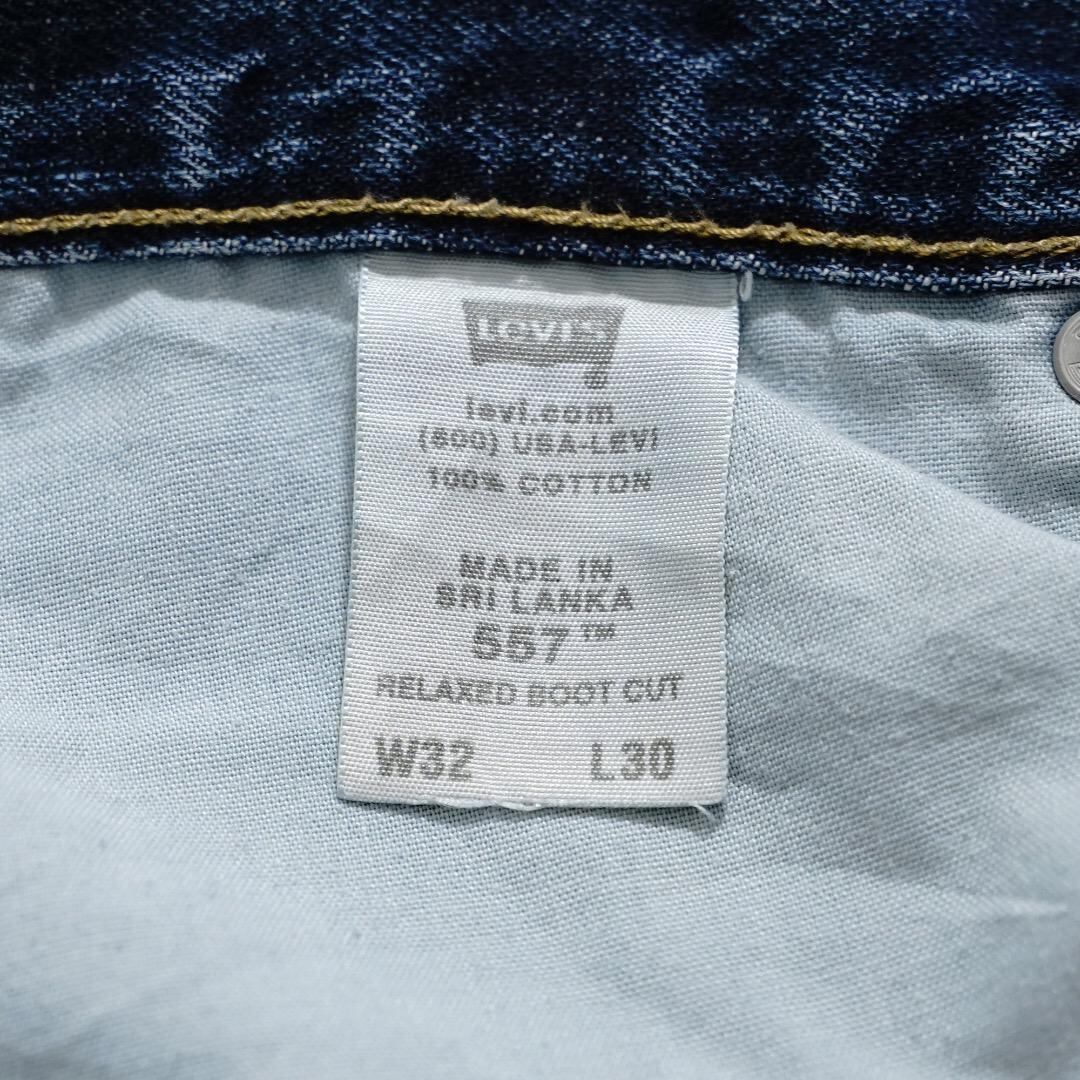 LEVI'S
levi.com
(800) USA-LEVI
100% COTTON
MADE IN
SRI LANKA
557™
RELAXED BOOT CUT
W32 L30